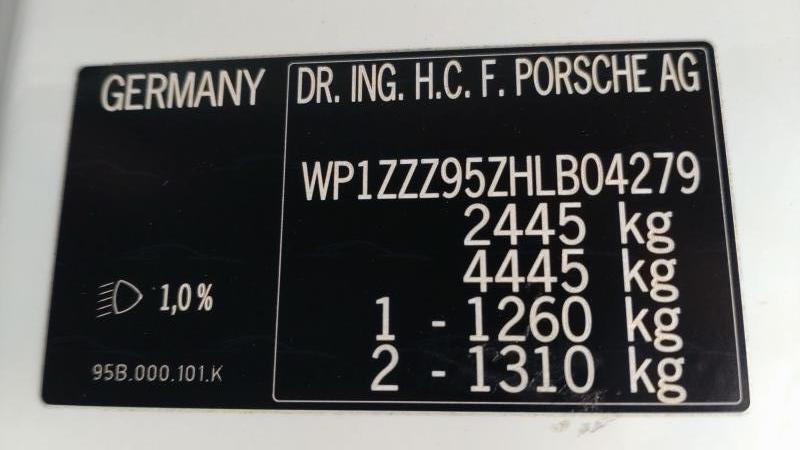 GERMANY
DR. ING. H.C. F. PORSCHE AG
WP1ZZZ95ZHLB04279
2445 kg
4445 kg
1 - 1260 kg
2 - 1310 kg
1,0 %
95B.000.101.K